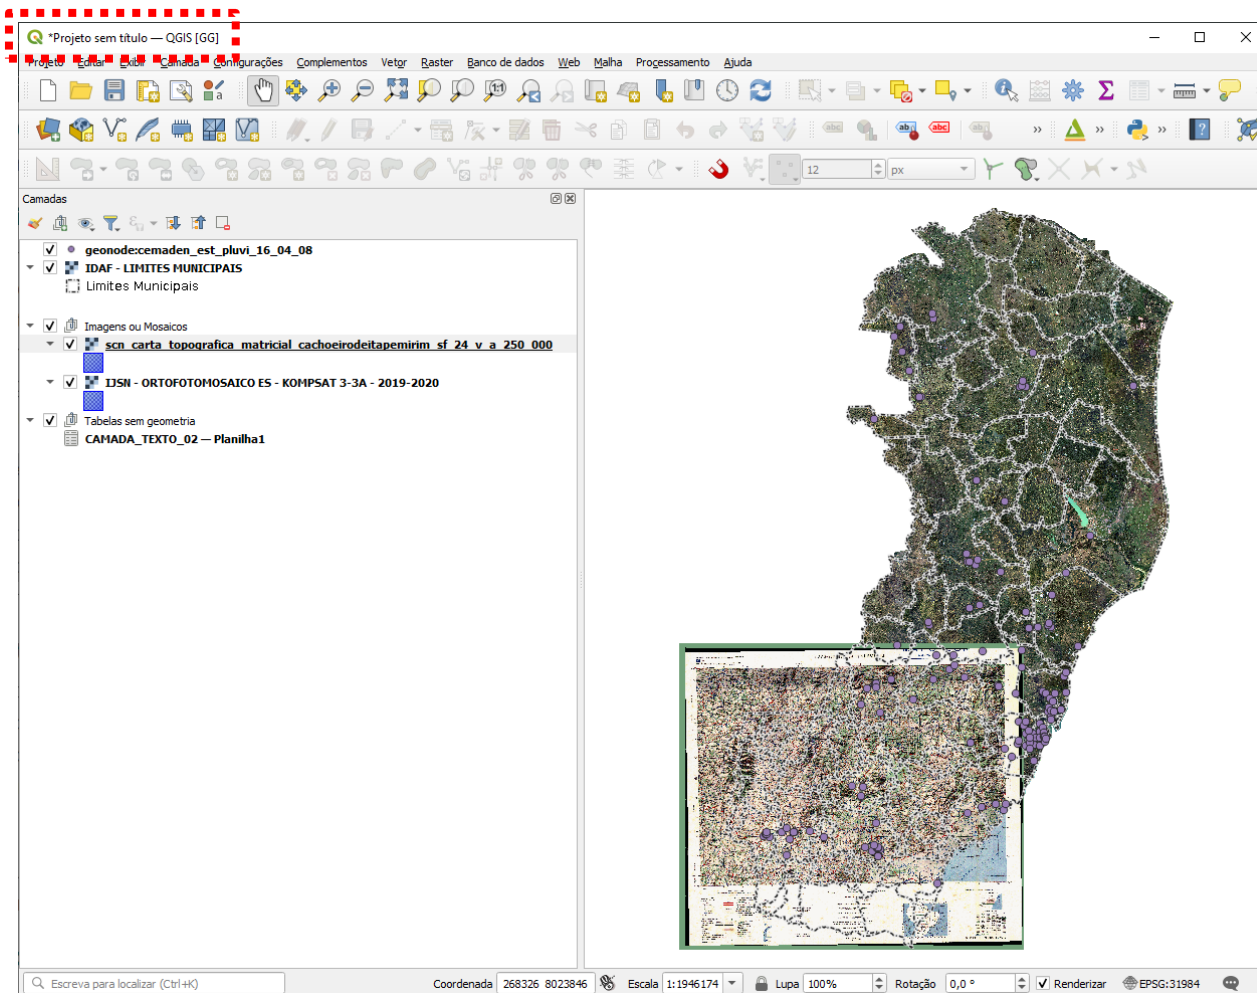 *Projeto sem título — QGIS [GG]
Projeto Editar Exibir Camada Configurações Complementos Vetor Raster Banco de dados Web Malha Processamento Ajuda
12 px
Camadas
geonode:cemaden_est_pluvi_16_04_08
IDAF - LIMITES MUNICIPAIS
Limites Municipais
Imagens ou Mosaicos
scn_carta_topografica_matricial_cachoeirodeitapemirim_sf_24_v_a_250_000
IJSN - ORTOFOTOMOSAICO ES - KOMPSAT 3-3A - 2019-2020
Tabelas sem geometria
CAMADA_TEXTO_02 — Planilha1
Escreva para localizar (Ctrl+K) Coordenada 268326 8023846 Escala 1:1946174 Lupa 100% Rotação 0,0 ° Renderizar EPSG:31984